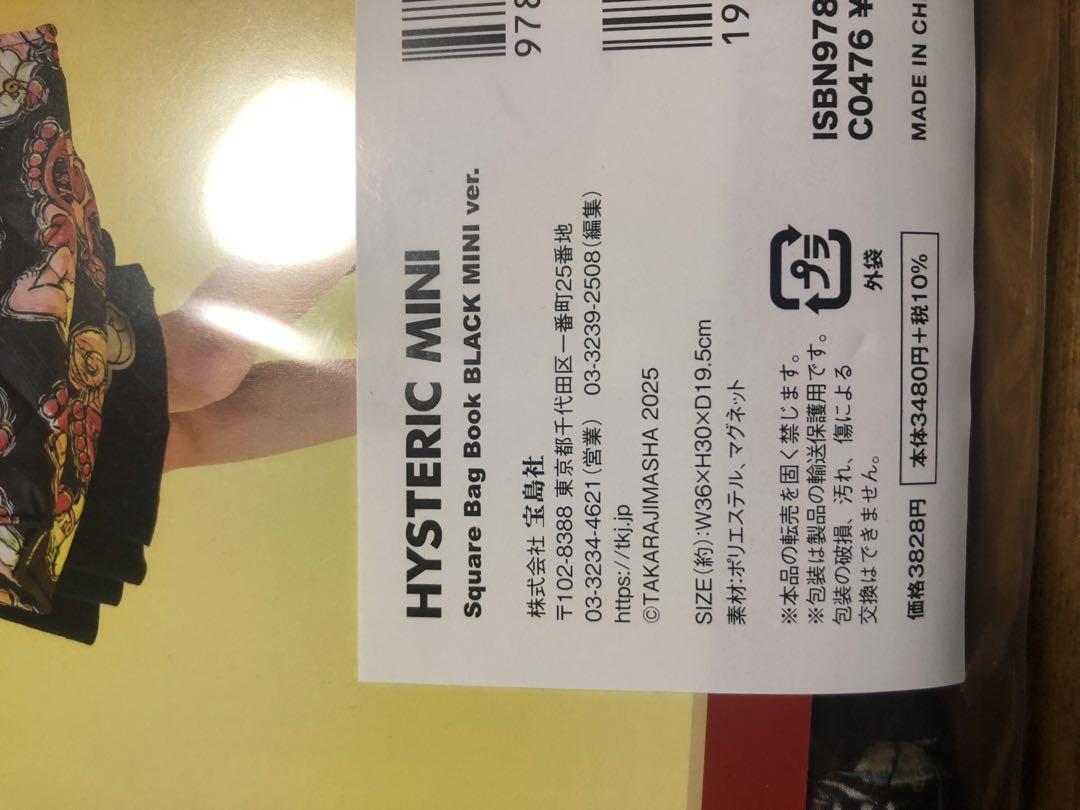 HYSTERIC MINI
Square Bag Book BLACK MINI ver.
株式会社 宝島社
〒102-8388 東京都千代田区一番町25番地
03-3234-4621(営業) 03-3239-2508(編集)
https://tkj.jp
©TAKARAJIMASHA 2025
SIZE(約):W36×H30×D19.5cm
素材:ポリエステル、マグネット
※本品の転売を固く禁じます。
※包装は製品の輸送保護用です。
包装の破損、汚れ、傷による
交換はできません。
価格3828円 本体3480円+税10%
プラ
外袋
978
19
ISBN978
C0476 ¥
MADE IN CH